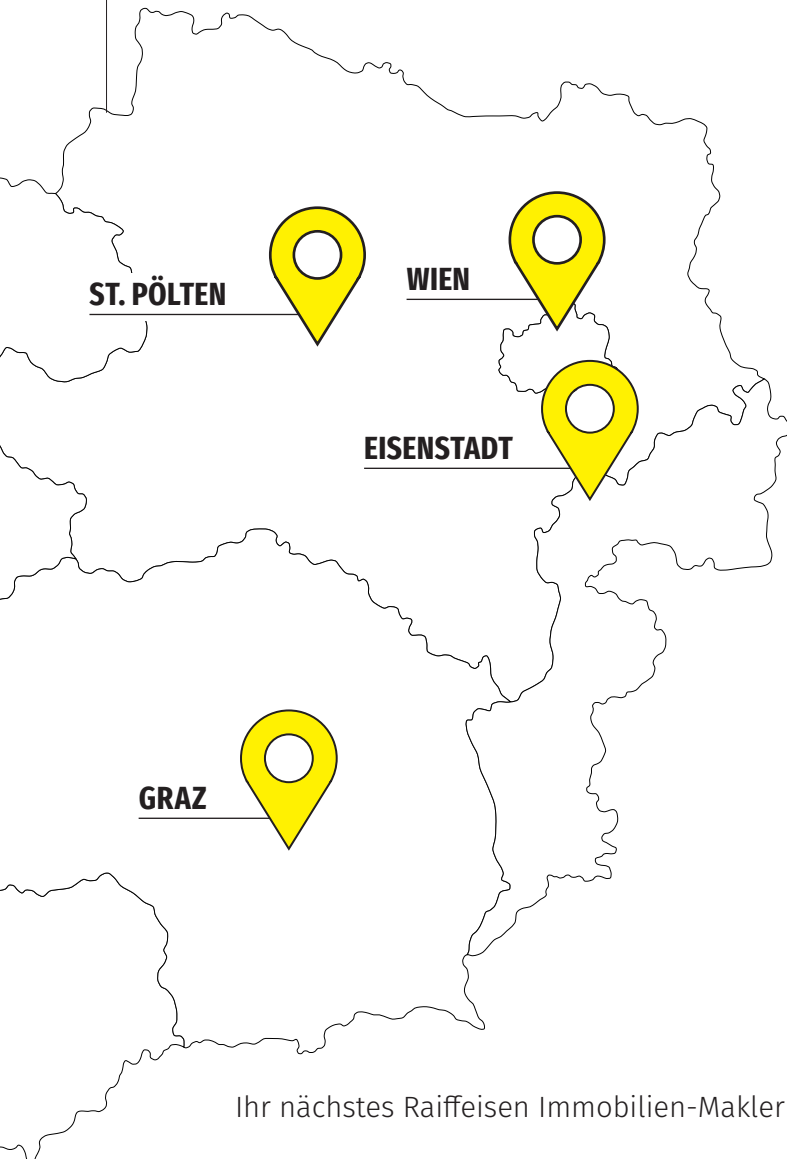 ST. PÖLTEN
WIEN
EISENSTADT
GRAZ
Ihr nächstes Raiffeisen Immobilien-Makler